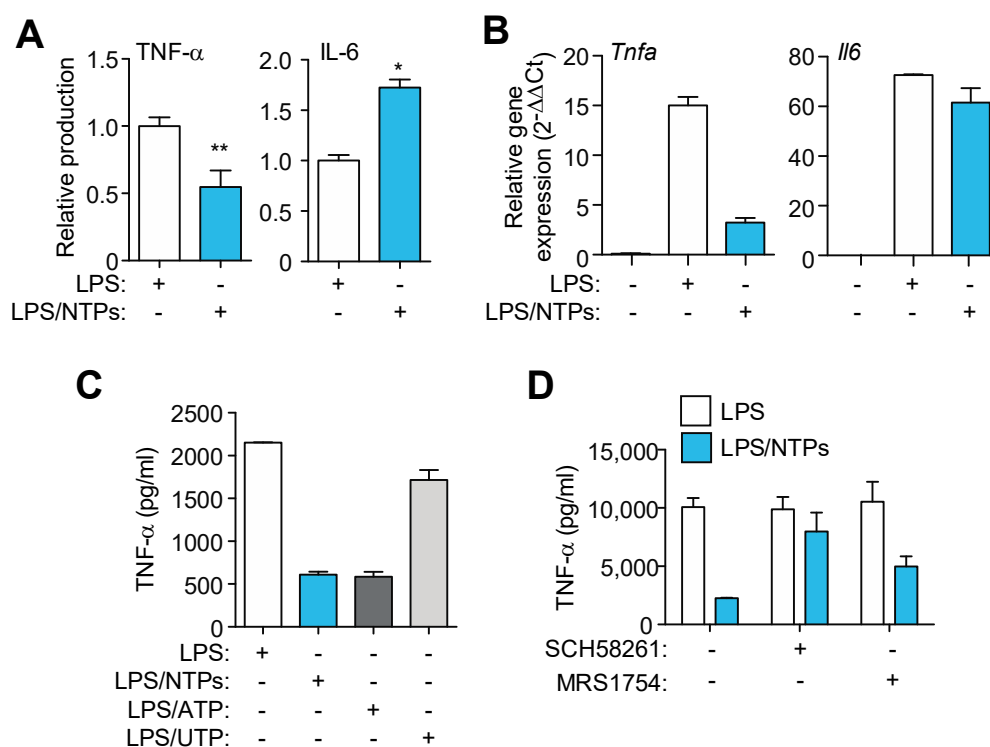 A
TNF-α
IL-6
Relative production
1.5
1.0
0.5
0
2.0
1.5
1.0
0.5
0
*
**
LPS: + - + -
LPS/NTPs: - + - +
B
Tnfa
Il6
Relative gene
expression (2-ΔΔCt)
20
15
10
5
0
80
60
40
20
0
LPS: - + - - + -
LPS/NTPs: - - + - - +
C
TNF-α (pg/ml)
2500
2000
1500
1000
500
0
LPS: + - - -
LPS/NTPs: - + - -
LPS/ATP: - - + -
LPS/UTP: - - - +
D
LPS
LPS/NTPs
TNF-α (pg/ml)
15,000
10,000
5,000
0
SCH58261: - + -
MRS1754: - - +